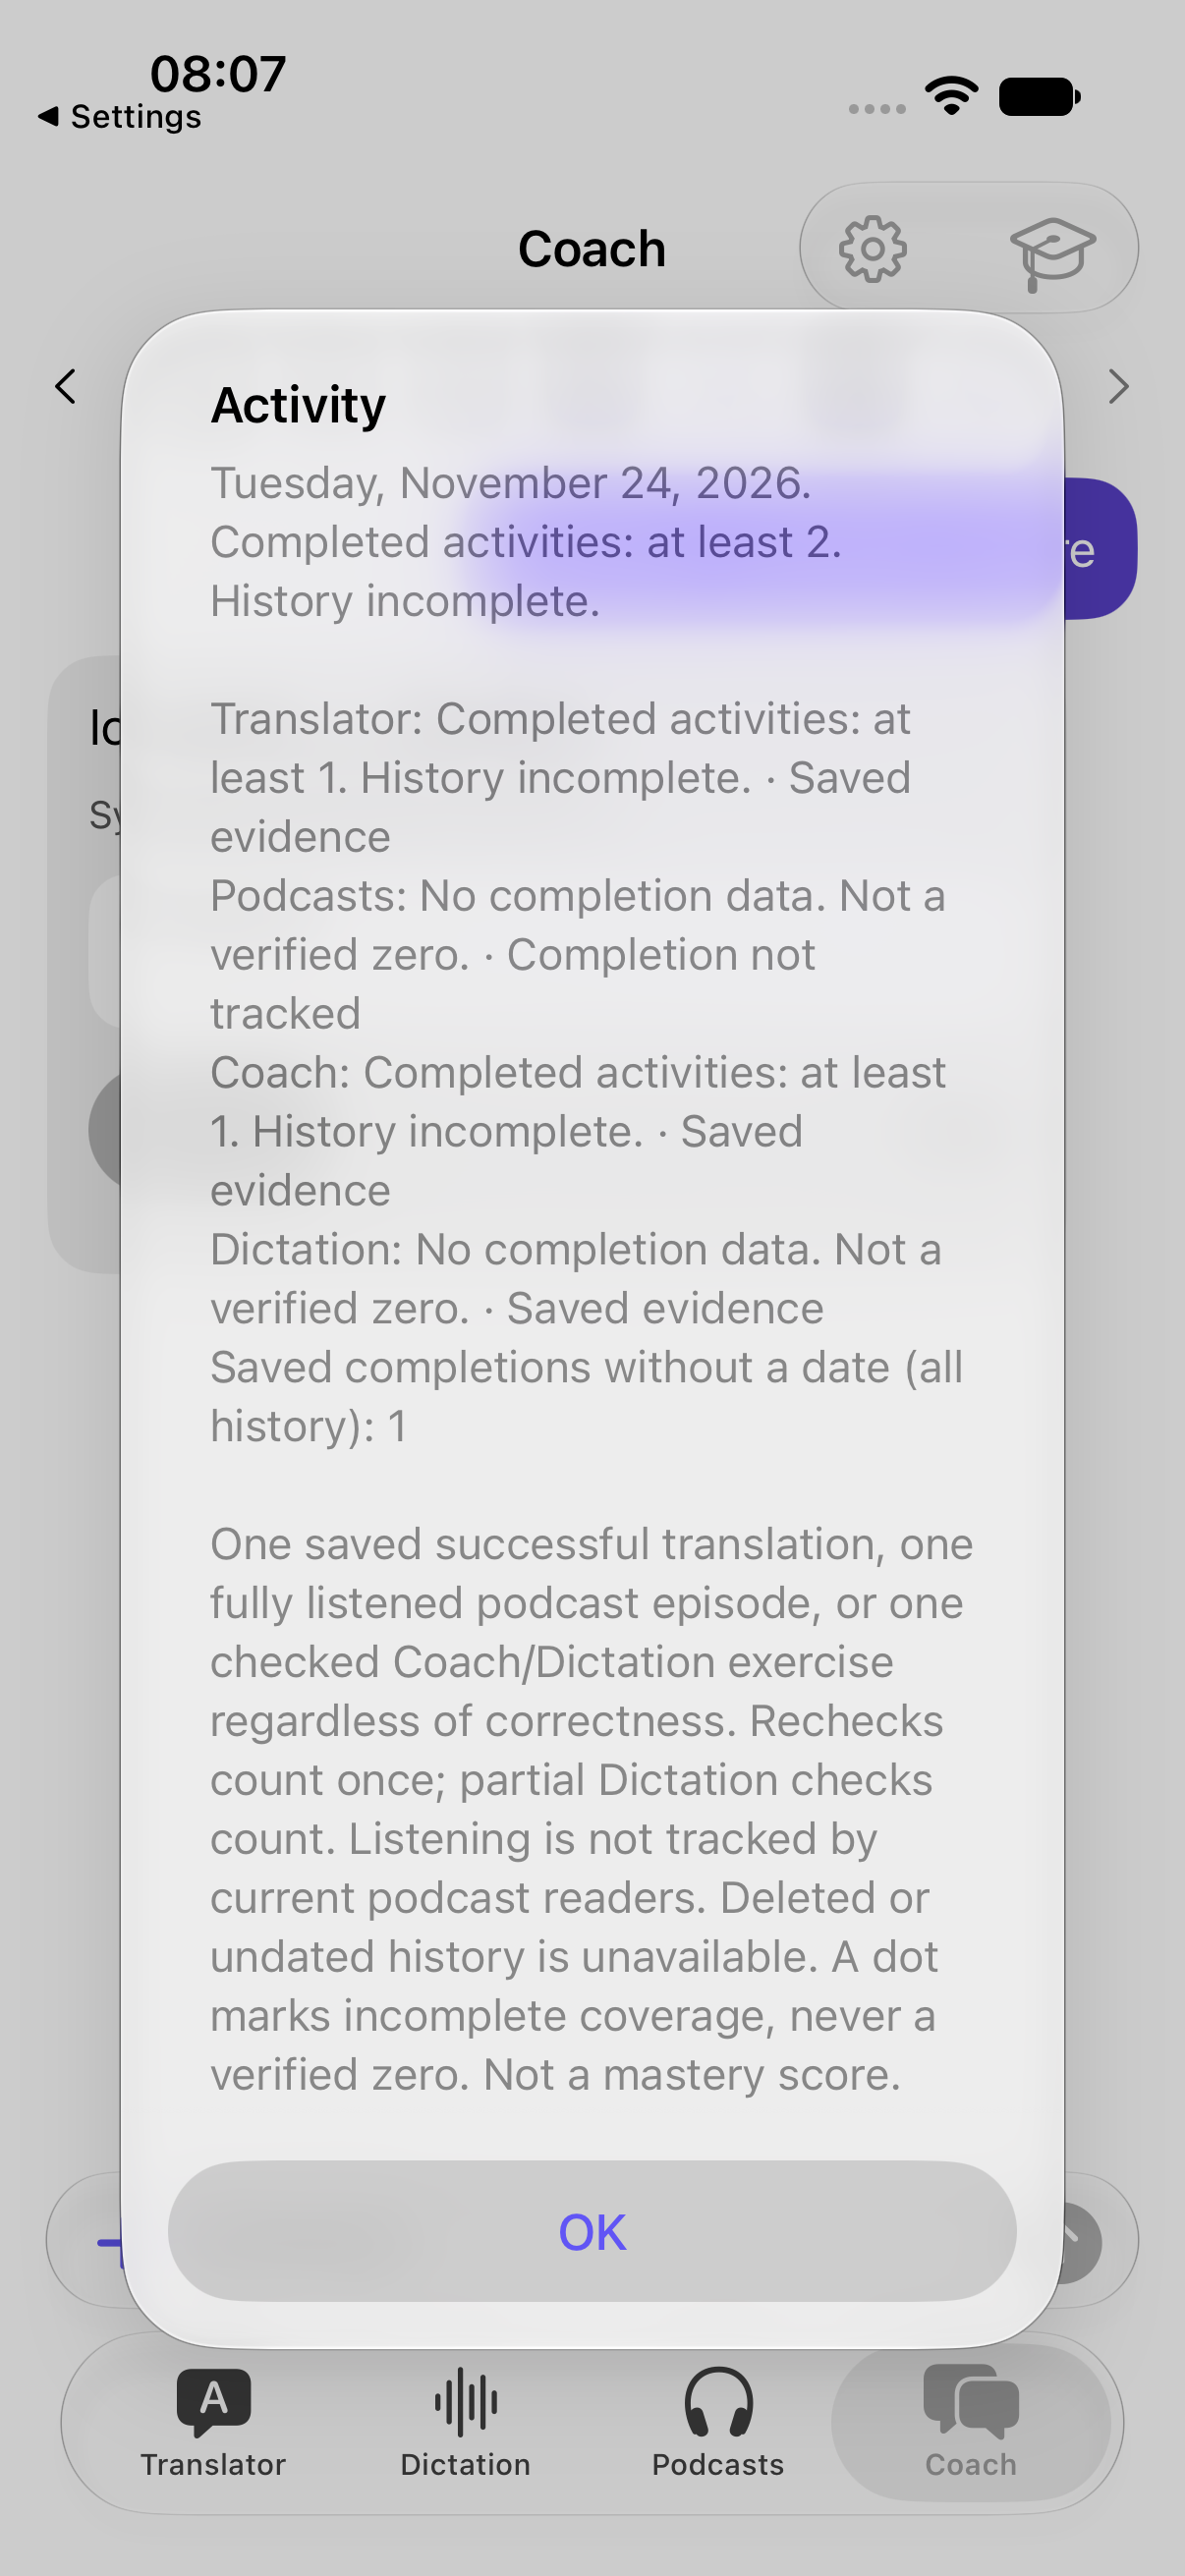 08:07
Settings
Coach
Activity
Tuesday, November 24, 2026.
Completed activities: at least 2.
History incomplete.
Translator: Completed activities: at
least 1. History incomplete. · Saved
evidence
Podcasts: No completion data. Not a
verified zero. · Completion not
tracked
Coach: Completed activities: at least
1. History incomplete. · Saved
evidence
Dictation: No completion data. Not a
verified zero. · Saved evidence
Saved completions without a date (all
history): 1
One saved successful translation, one
fully listened podcast episode, or one
checked Coach/Dictation exercise
regardless of correctness. Rechecks
count once; partial Dictation checks
count. Listening is not tracked by
current podcast readers. Deleted or
undated history is unavailable. A dot
marks incomplete coverage, never a
verified zero. Not a mastery score.
OK
A
Translator
Dictation
Podcasts
Coach